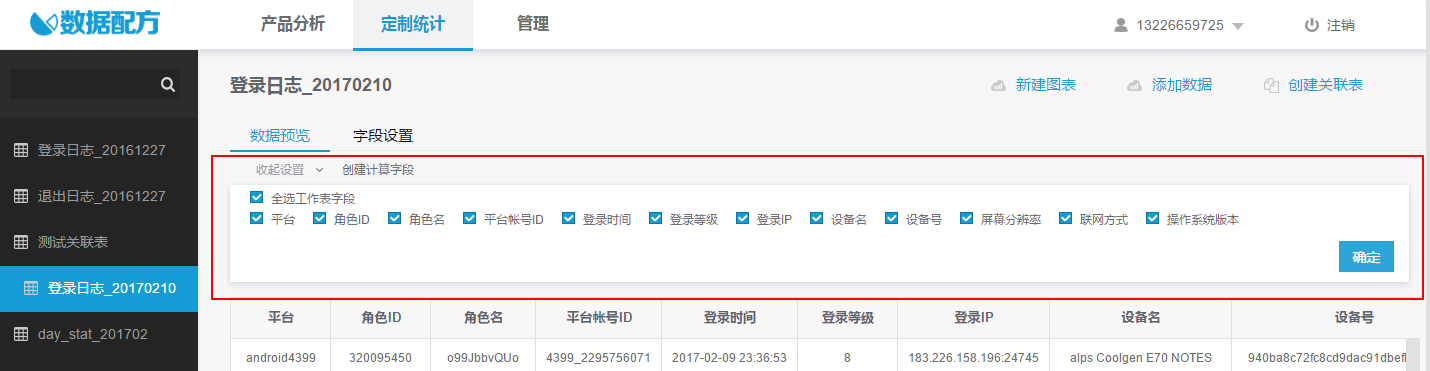 数据配方 产品分析 定制统计 管理 13226659725 注销
登录日志_20170210 新建图表 添加数据 创建关联表
数据预览 字段设置
登录日志_20161227
退出日志_20161227
测试关联表
登录日志_20170210
day_stat_201702
收起设置 创建计算字段
全选工作表字段
平台 角色ID 角色名 平台帐号ID 登录时间 登录等级 登录IP 设备名 设备号 屏幕分辨率 联网方式 操作系统版本
确定
平台 角色ID 角色名 平台帐号ID 登录时间 登录等级 登录IP 设备名 设备号
android4399 320095450 o99JbbvQUo 4399_2295756071 2017-02-09 23:36:53 8 183.226.158.196:24745 alps Coolgen E70 NOTES 940ba8c72fc8cd9dac91dbef